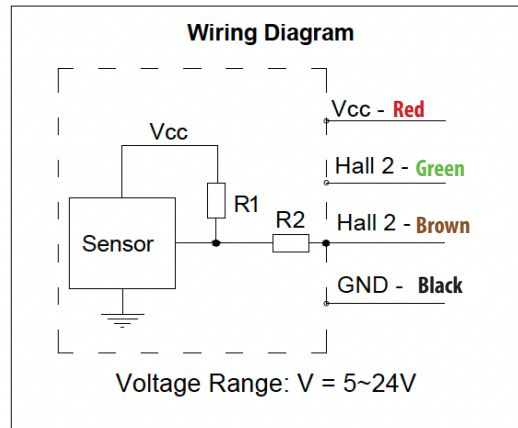 Wiring Diagram
Vcc - Red
Vcc
Hall 2 - Green
R1
R2
Hall 2 - Brown
Sensor
GND - Black
Voltage Range: V = 5~24V